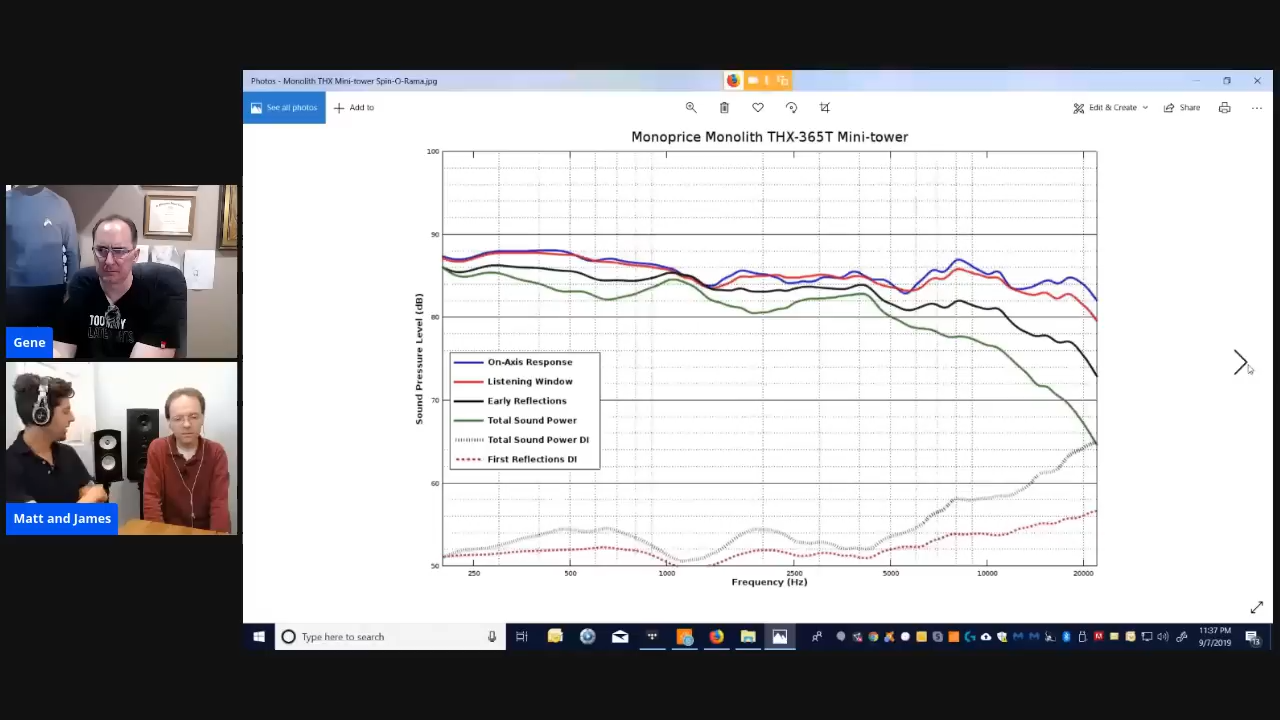 Photos - Monolith THX Mini-tower Spin-O-Rama.jpg
See all photos
Add to
Edit & Create
Share
Monoprice Monolith THX-365T Mini-tower
100
90
80
70
60
50
Sound Pressure Level (dB)
On-Axis Response
Listening Window
Early Reflections
Total Sound Power
Total Sound Power DI
First Reflections DI
250
500
1000
2500
5000
10000
20000
Frequency (Hz)
Gene
Matt and James
Type here to search
11:37 PM
9/7/2019